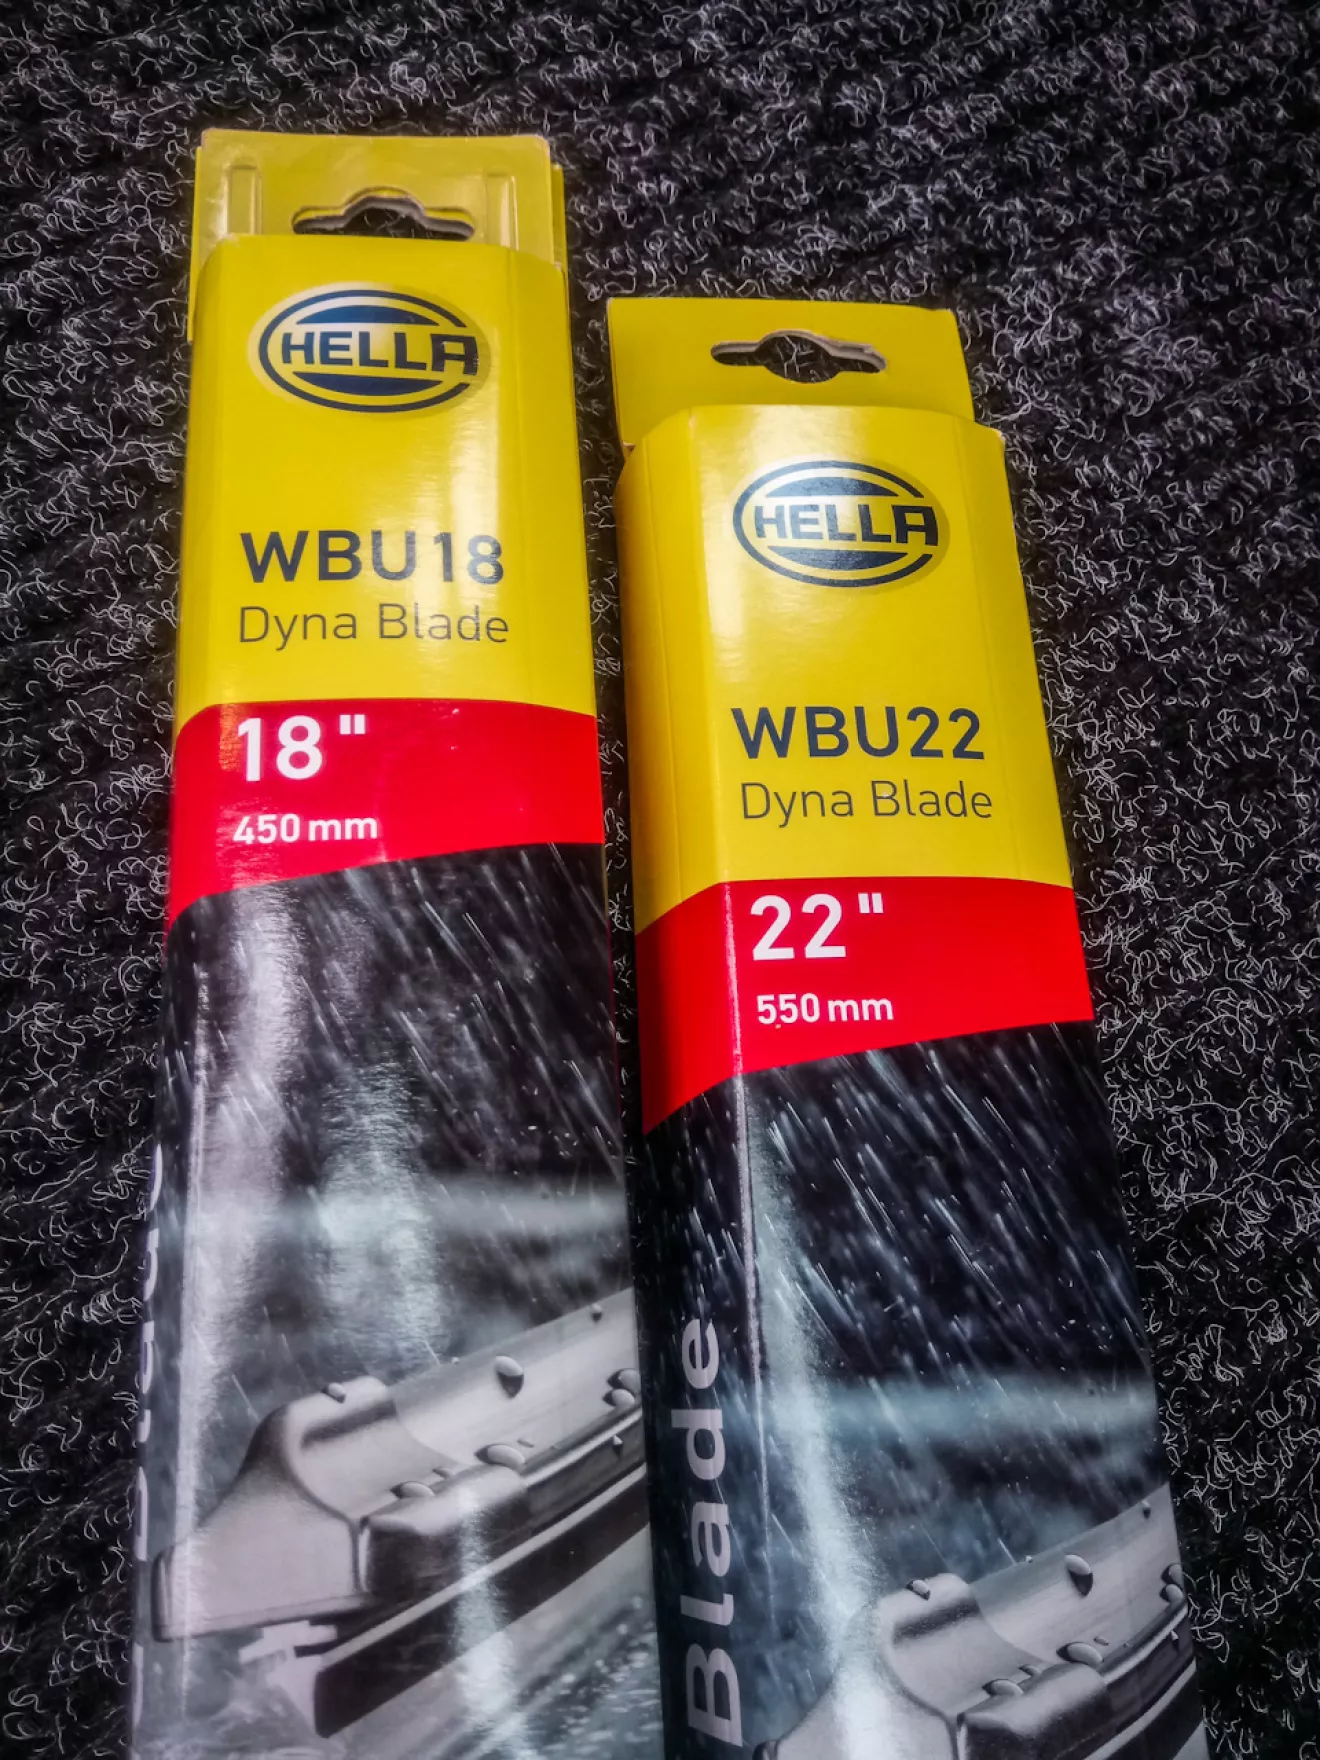 HELLA
WBU18
Dyna Blade
18"
450 mm
HELLA
WBU22
Dyna Blade
22"
550 mm
Blade